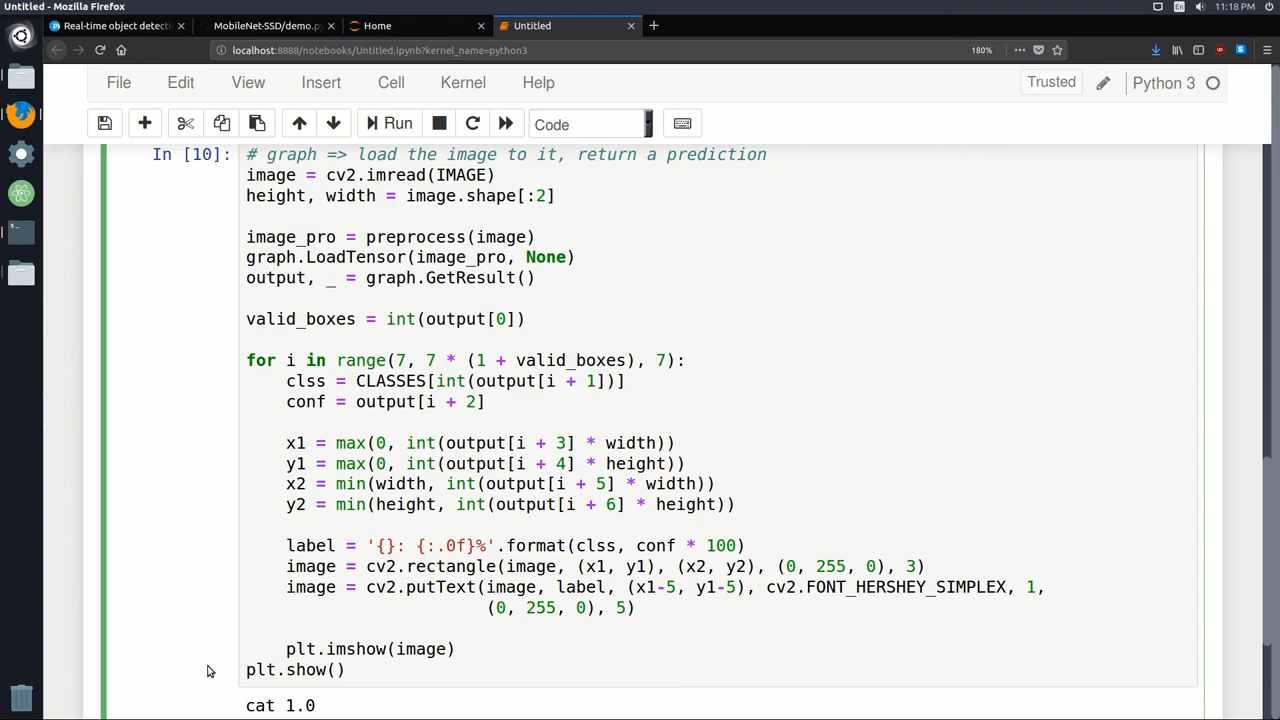 Untitled - Mozilla Firefox
En
11:18 PM
Real-time object detecti
MobileNet-SSD/demo.py
Home
Untitled
localhost:8888/notebooks/Untitled.ipynb?kernel_name=python3
180%
File Edit View Insert Cell Kernel Help
Trusted
Python 3
Run
Code
In [10]:
# graph => load the image to it, return a prediction
image = cv2.imread(IMAGE)
height, width = image.shape[:2]
image_pro = preprocess(image)
graph.LoadTensor(image_pro, None)
output, _ = graph.GetResult()
valid_boxes = int(output[0])
for i in range(7, 7 * (1 + valid_boxes), 7):
clss = CLASSES[int(output[i + 1])]
conf = output[i + 2]
x1 = max(0, int(output[i + 3] * width))
y1 = max(0, int(output[i + 4] * height))
x2 = min(width, int(output[i + 5] * width))
y2 = min(height, int(output[i + 6] * height))
label = '{}: {:.0f}%'.format(clss, conf * 100)
image = cv2.rectangle(image, (x1, y1), (x2, y2), (0, 255, 0), 3)
image = cv2.putText(image, label, (x1-5, y1-5), cv2.FONT_HERSHEY_SIMPLEX, 1,
(0, 255, 0), 5)
plt.imshow(image)
plt.show()
cat 1.0